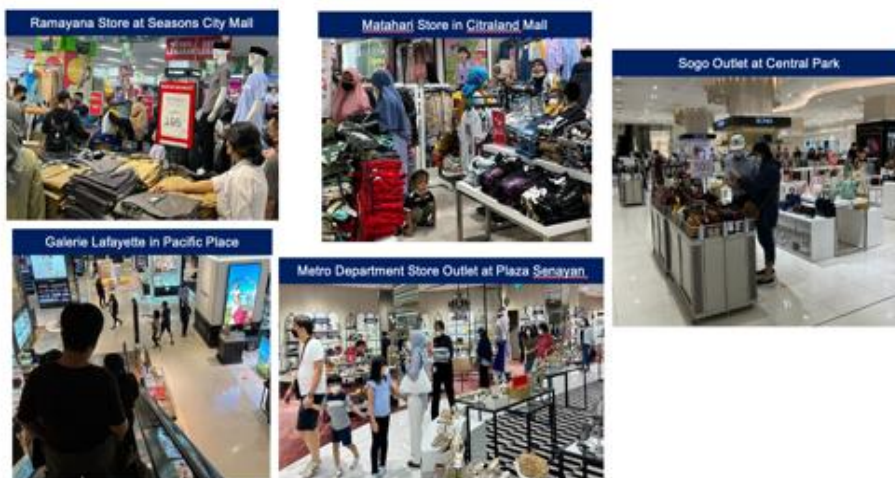 Ramayana Store at Seasons City Mall
Matahari Store in Citraland Mall
Sogo Outlet at Central Park
Galerie Lafayette in Pacific Place
Metro Department Store Outlet at Plaza Senayan